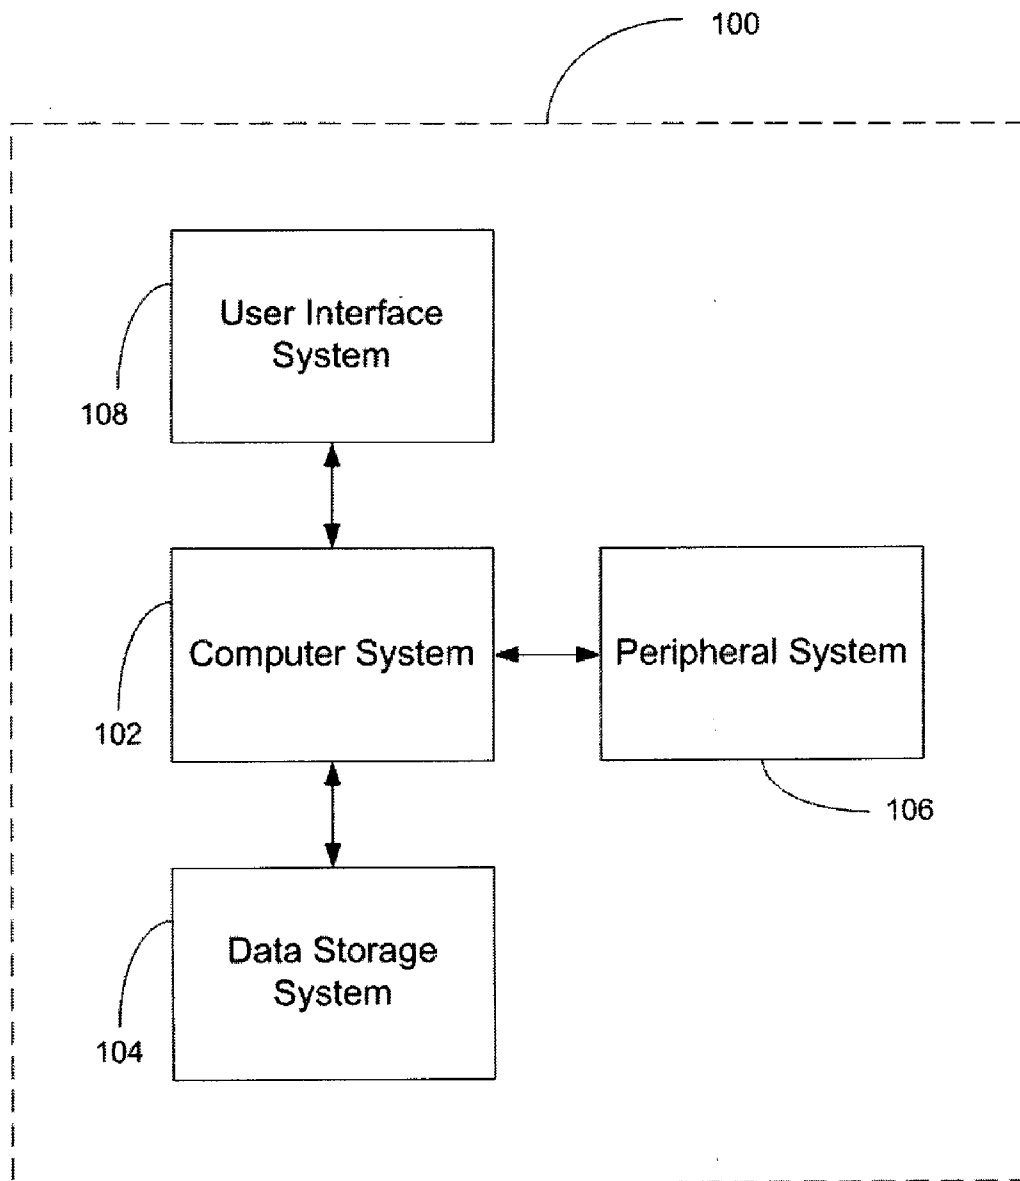 100
User Interface
System
108
Computer System
Peripheral System
102
106
Data Storage
System
104